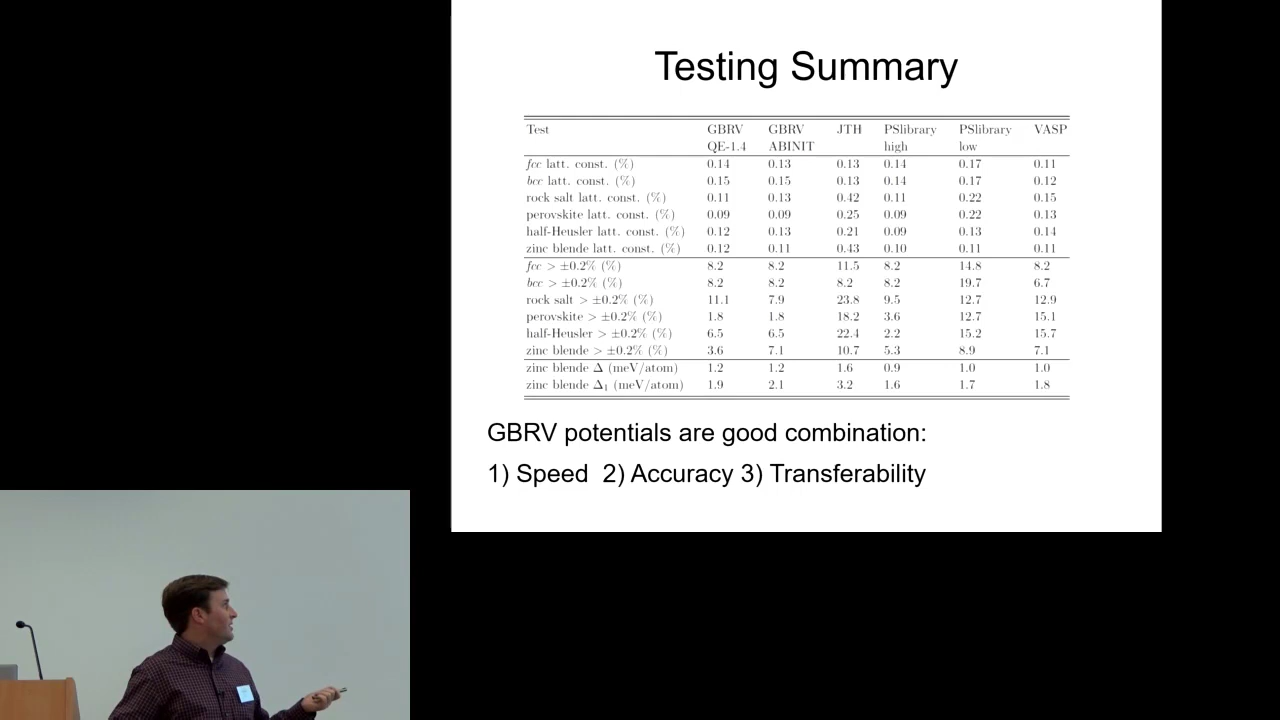 Testing Summary
Test GBRV GBRV JTH PSlibrary PSlibrary VASP
QE-1.4 ABINIT high low
fcc latt. const. (%) 0.14 0.13 0.13 0.14 0.17 0.11
bcc latt. const. (%) 0.15 0.15 0.13 0.14 0.17 0.12
rock salt latt. const. (%) 0.11 0.13 0.42 0.11 0.22 0.15
perovskite latt. const. (%) 0.09 0.09 0.25 0.09 0.22 0.13
half-Heusler latt. const. (%) 0.12 0.13 0.21 0.09 0.13 0.14
zinc blende latt. const. (%) 0.12 0.11 0.43 0.10 0.11 0.11
fcc > ±0.2% (%) 8.2 8.2 11.5 8.2 14.8 8.2
bcc > ±0.2% (%) 8.2 8.2 8.2 8.2 19.7 6.7
rock salt > ±0.2% (%) 11.1 7.9 23.8 9.5 12.7 12.9
perovskite > ±0.2% (%) 1.8 1.8 18.2 3.6 12.7 15.1
half-Heusler > ±0.2% (%) 6.5 6.5 22.4 2.2 15.2 15.7
zinc blende > ±0.2% (%) 3.6 7.1 10.7 5.3 8.9 7.1
zinc blende Δ (meV/atom) 1.2 1.2 1.6 0.9 1.0 1.0
zinc blende Δ₁ (meV/atom) 1.9 2.1 3.2 1.6 1.7 1.8
GBRV potentials are good combination:
1) Speed 2) Accuracy 3) Transferability